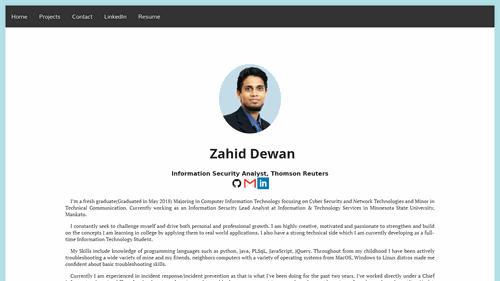 Home Projects Contact LinkedIn Resume
Zahid Dewan
Information Security Analyst, Thomson Reuters
I'm a fresh graduate(Graduated in May 2018) Majoring in Computer Information Technology focusing on Cyber Security and Network Technologies and Minor in
Technical Communication. Currently working as an Information Security Lead Analyst at Information & Technology Services in Minnesota State University,
Mankato.
I constantly seek to challenge myself and drive both personal and professional growth. I am highly creative, motivated and passionate to strengthen and build
on the concepts I am learning in college by applying them to real world applications. I also have a strong technical side which I am currently developing as a full-
time Information Technology Student.
My Skills include knowledge of programming languages such as python, java, PLSqL, JavaScript, jQuery. Throughout from my childhood I have been actively
troubleshooting a wide variety of mine and my friends, neighbors computers with a variety of operating systems from MacOS, Windows to Linux distros made me
confident about basic troubleshooting skills.
Currently I am experienced in incident response/incident prevention as that is what I've been doing for the past two years. I've worked directly under a Chief